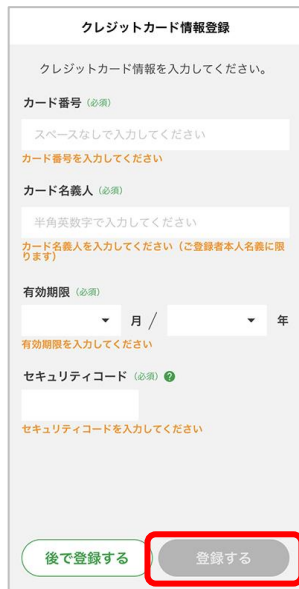 クレジットカード情報登録
クレジットカード情報を入力してください。
カード番号 (必須)
スペースなしで入力してください
カード番号を入力してください
カード名義人 (必須)
半角英数字で入力してください
カード名義人を入力してください（ご登録者本人名義に限
ります）
有効期限 (必須)
月 / 年
有効期限を入力してください
セキュリティコード (必須) ?
セキュリティコードを入力してください
後で登録する 登録する